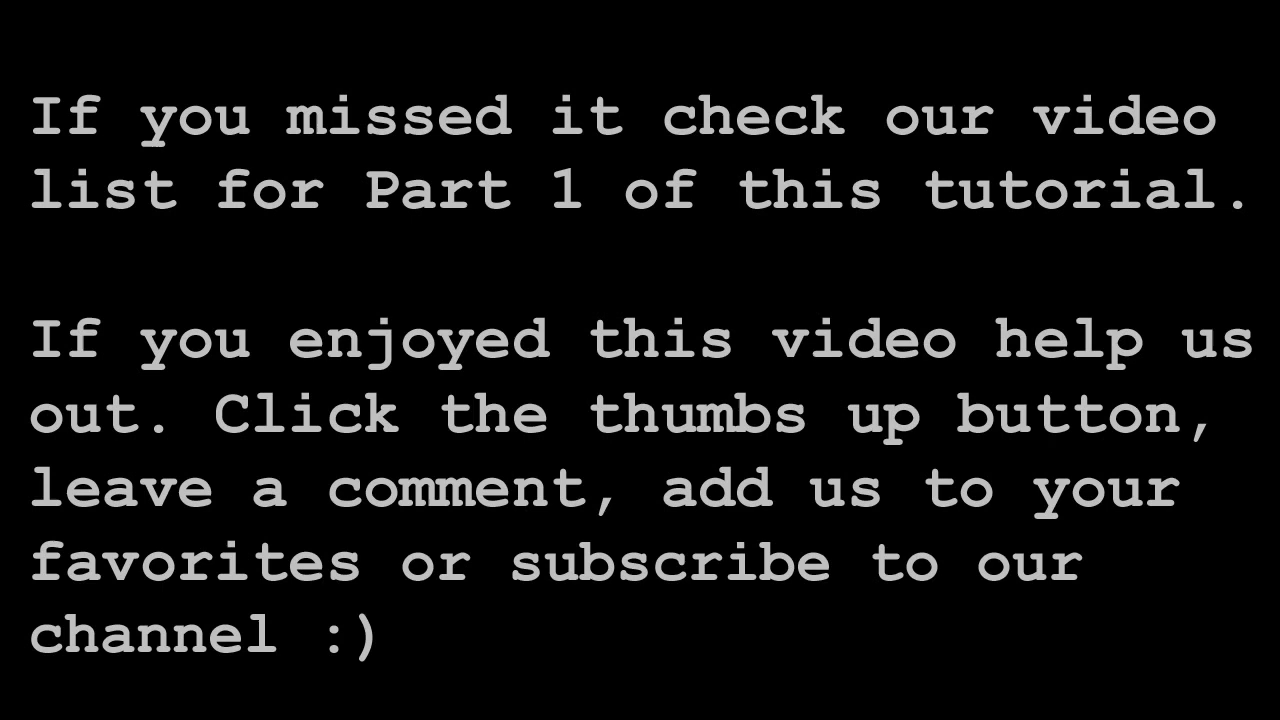 If you missed it check our video
list for Part 1 of this tutorial.
If you enjoyed this video help us
out. Click the thumbs up button,
leave a comment, add us to your
favorites or subscribe to our
channel :)